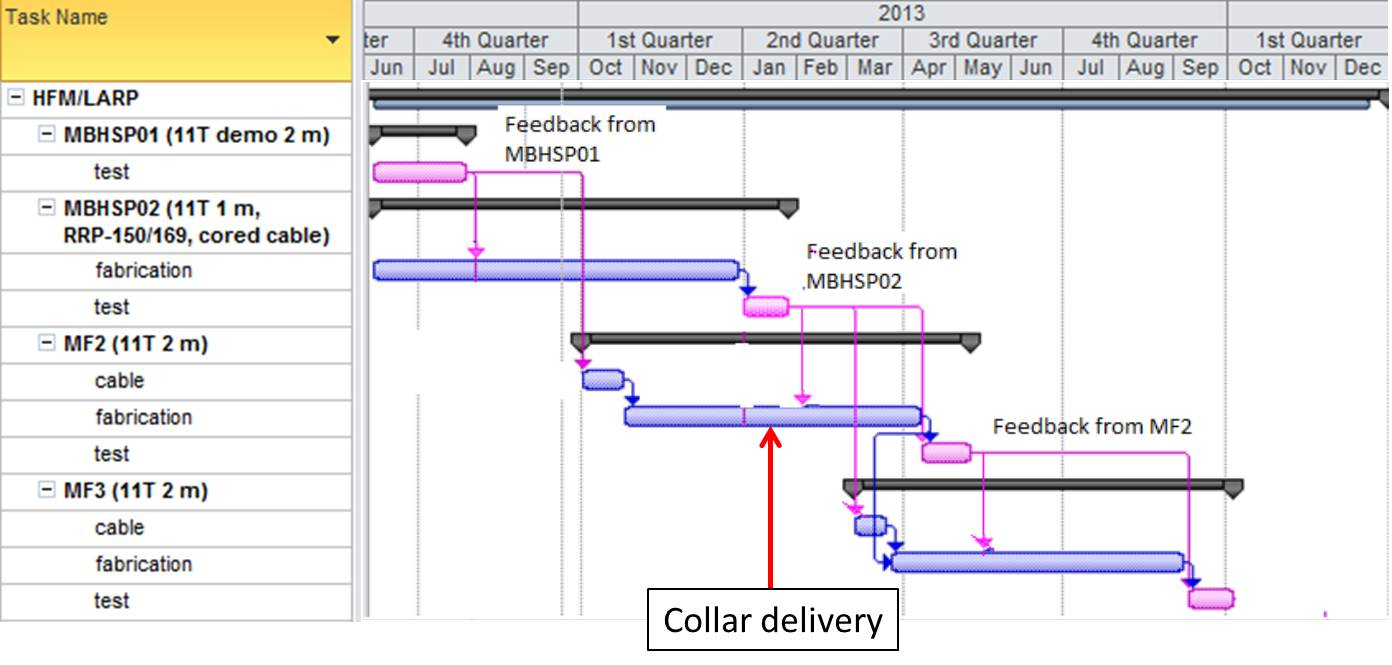 Task Name
2013
ter 4th Quarter 1st Quarter 2nd Quarter 3rd Quarter 4th Quarter 1st Quarter
Jun Jul Aug Sep Oct Nov Dec Jan Feb Mar Apr May Jun Jul Aug Sep Oct Nov Dec
HFM/LARP
MBHSP01 (11T demo 2 m)
Feedback from
MBHSP01
test
MBHSP02 (11T 1 m,
RRP-150/169, cored cable)
fabrication
Feedback from
MBHSP02
test
MF2 (11T 2 m)
cable
fabrication
Feedback from MF2
test
MF3 (11T 2 m)
cable
fabrication
test
Collar delivery